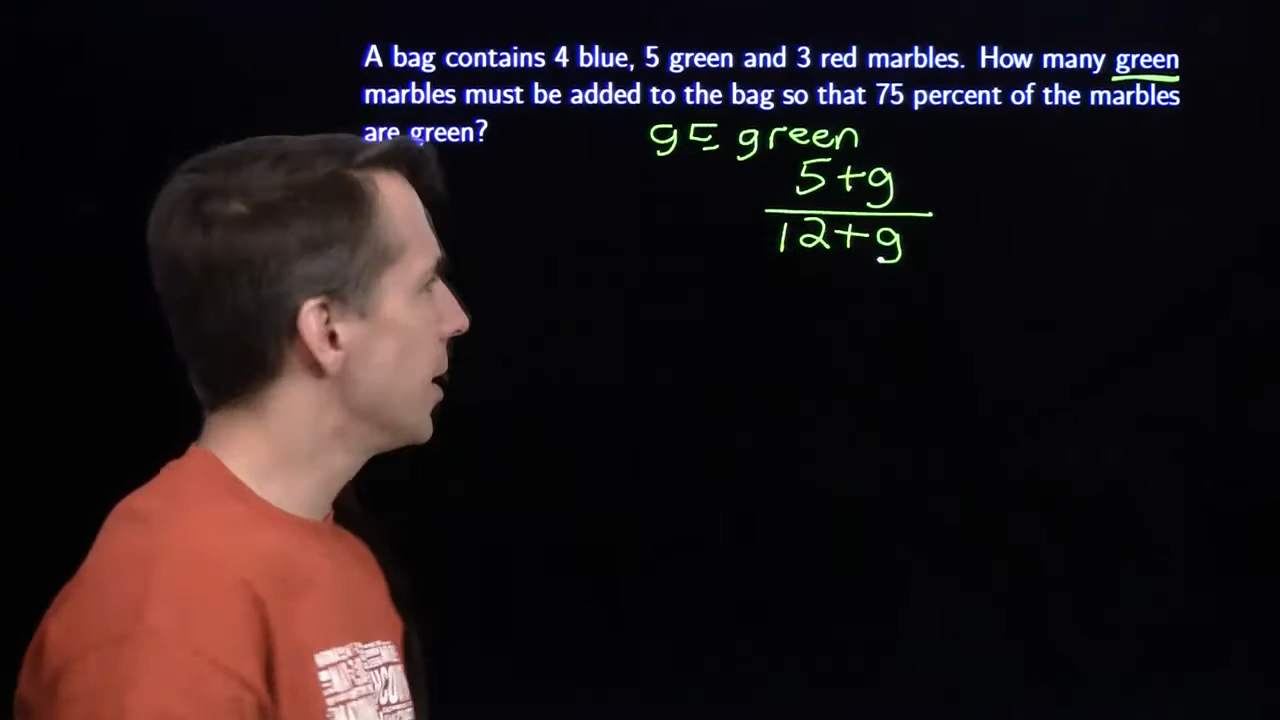 A bag contains 4 blue, 5 green and 3 red marbles. How many green
marbles must be added to the bag so that 75 percent of the marbles
are green?
g = green
5+g
12+g